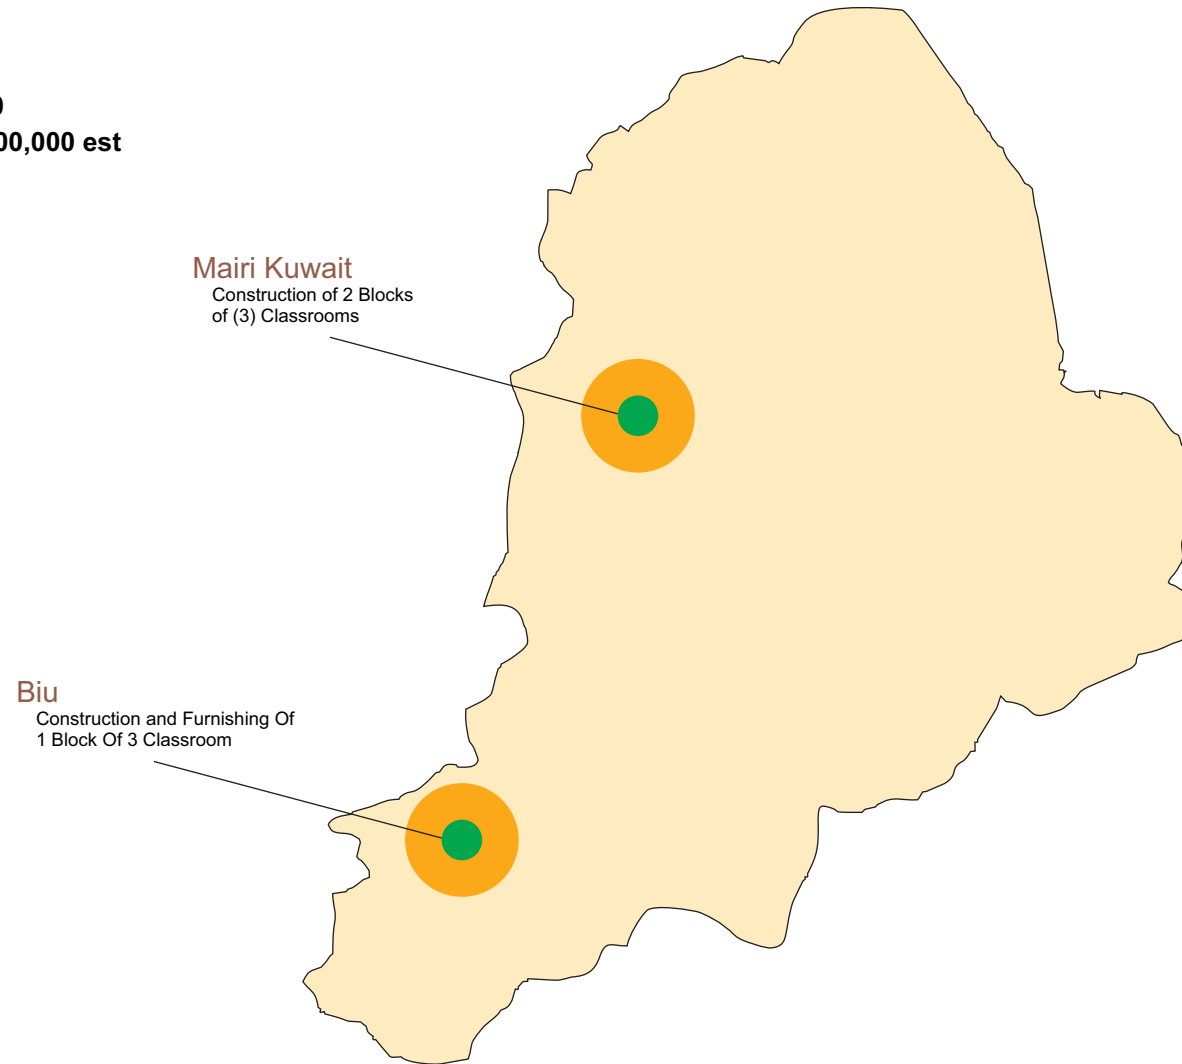 00,000 est
Mairi Kuwait
Construction of 2 Blocks
of (3) Classrooms
Biu
Construction and Furnishing Of
1 Block Of 3 Classroom